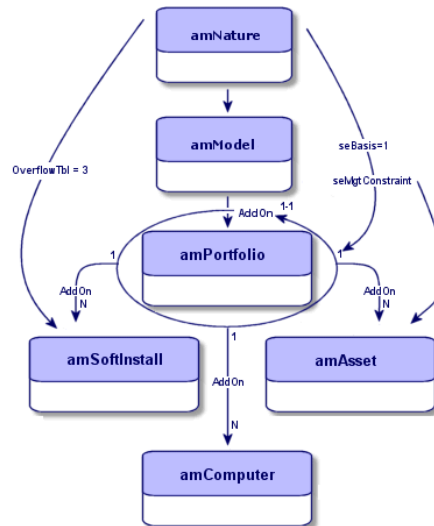 amNature
amModel
OverflowTbl = 3
seBasis=1
seMgtConstraint
1-1
AddOn
amPortfolio
1
1
AddOn
N
AddOn
N
1
amSoftInstall
amAsset
AddOn
N
amComputer